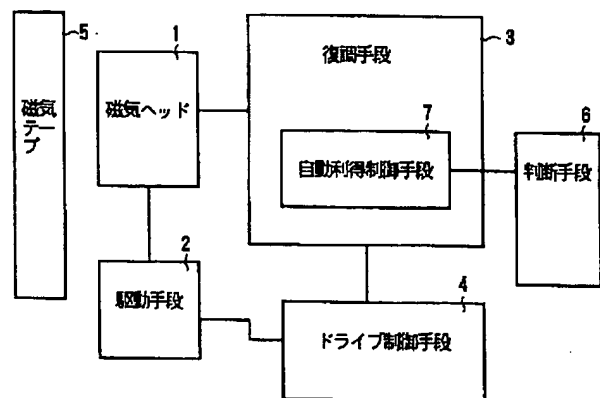 5
磁気
テー
プ
1
磁気ヘッド
3
復調手段
7
自動利得制御手段
6
判断手段
2
駆動手段
4
ドライブ制御手段